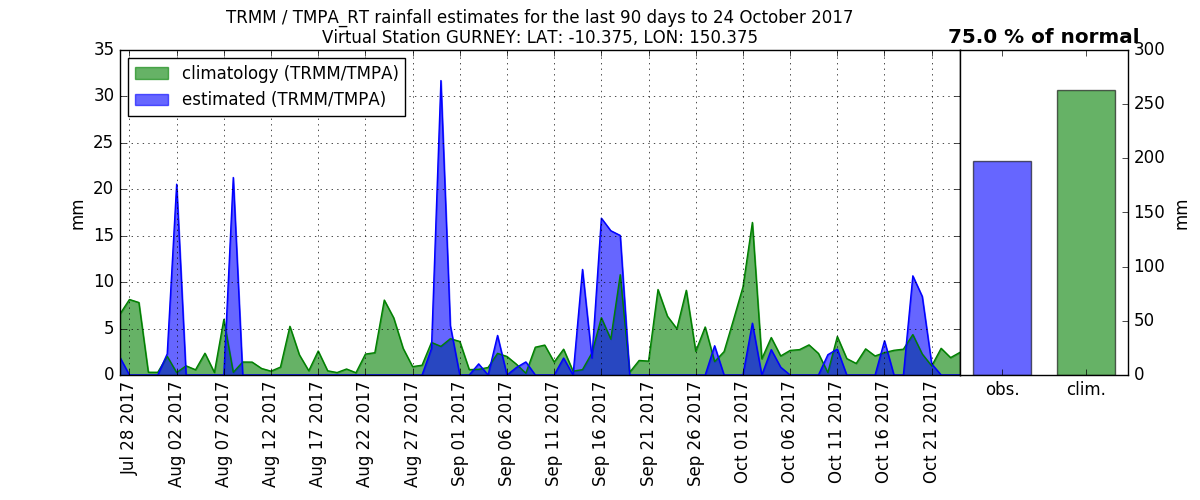 TRMM / TMPA_RT rainfall estimates for the last 90 days to 24 October 2017
Virtual Station GURNEY: LAT: -10.375, LON: 150.375
75.0 % of normal
climatology (TRMM/TMPA)
estimated (TRMM/TMPA)
mm
35
30
25
20
15
10
5
0
Jul 28 2017
Aug 02 2017
Aug 07 2017
Aug 12 2017
Aug 17 2017
Aug 22 2017
Aug 27 2017
Sep 01 2017
Sep 06 2017
Sep 11 2017
Sep 16 2017
Sep 21 2017
Sep 26 2017
Oct 01 2017
Oct 06 2017
Oct 11 2017
Oct 16 2017
Oct 21 2017
300
250
200
150
100
50
0
mm
obs.
clim.